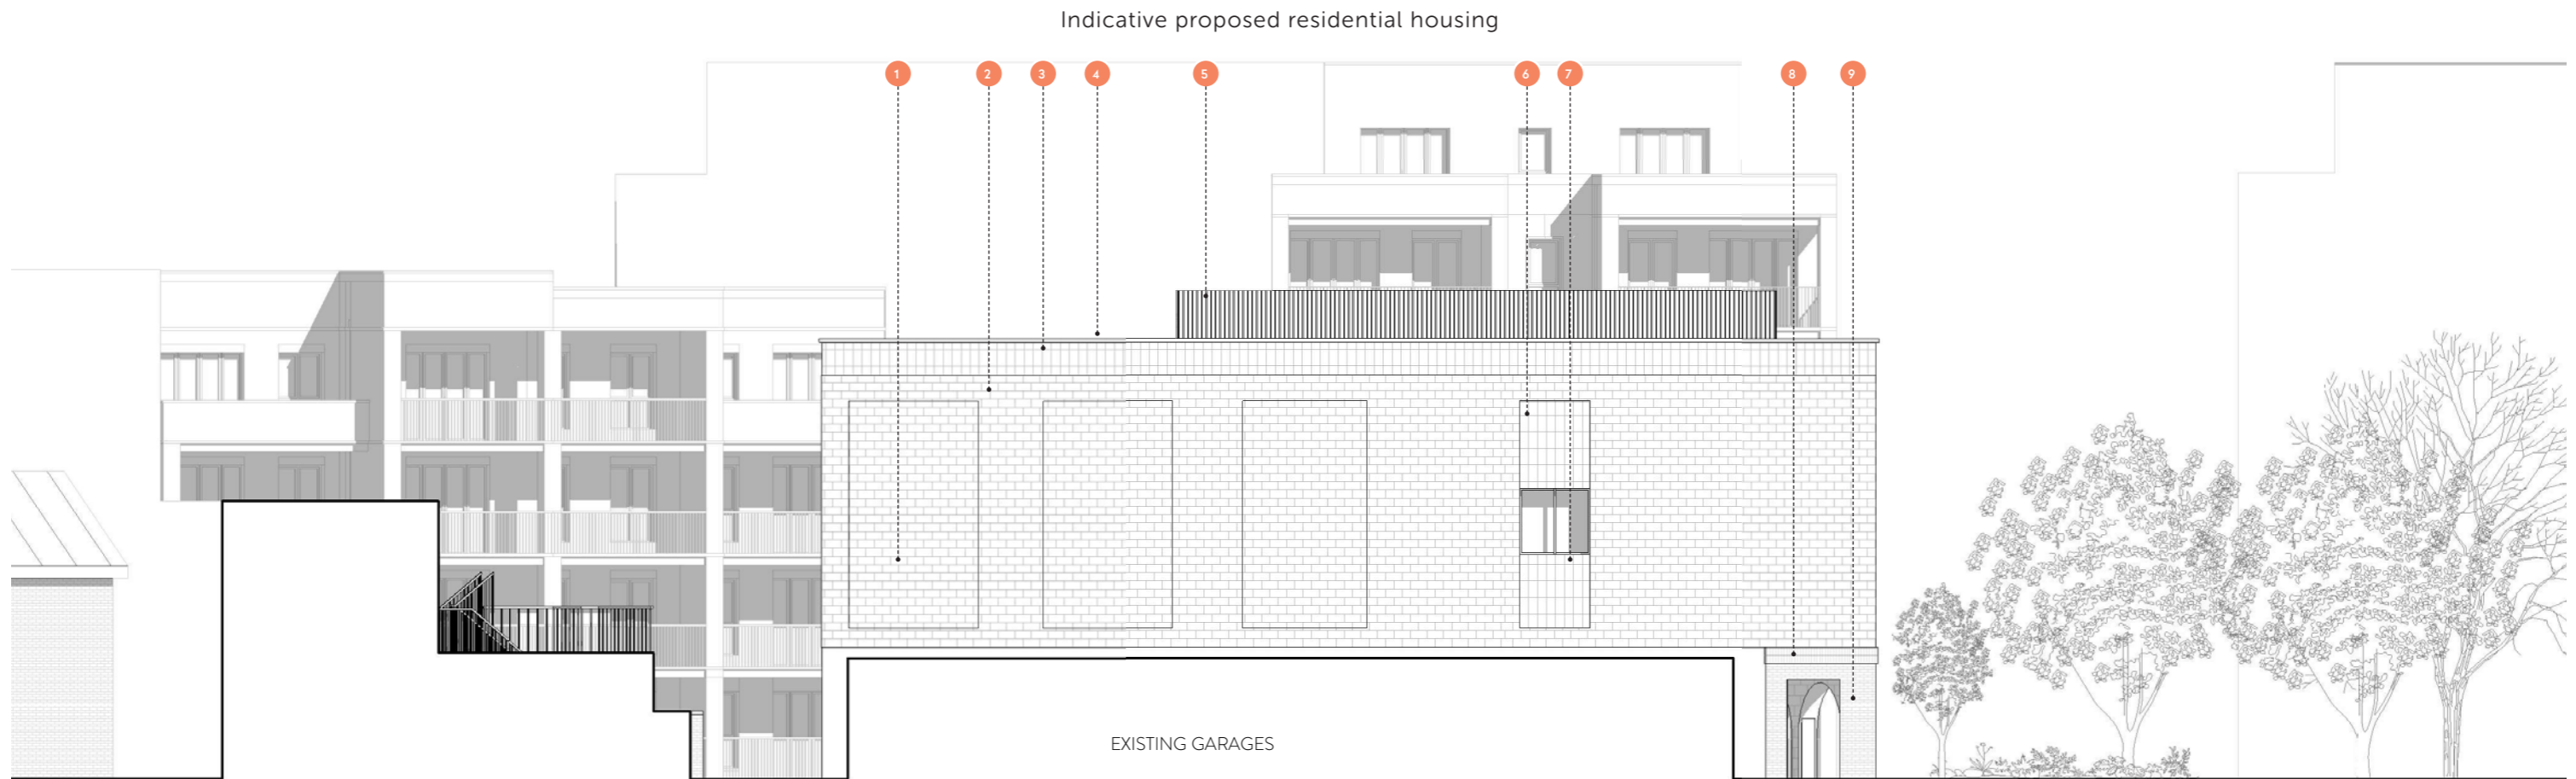 Indicative proposed residential housing
1 2 3 4 5 6 7 8 9
EXISTING GARAGES